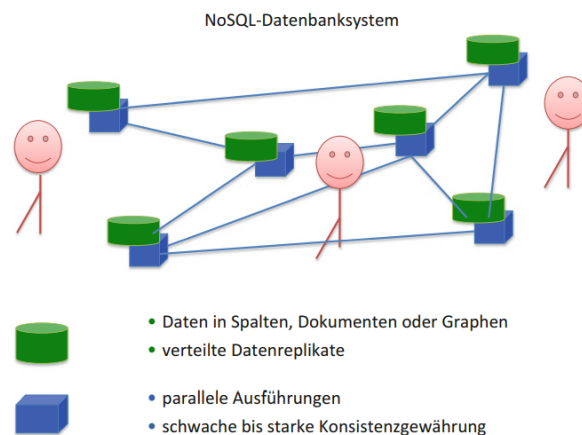 NoSQL-Datenbanksystem
• Daten in Spalten, Dokumenten oder Graphen
• verteilte Datenreplikate
• parallele Ausführungen
• schwache bis starke Konsistenzgewährung